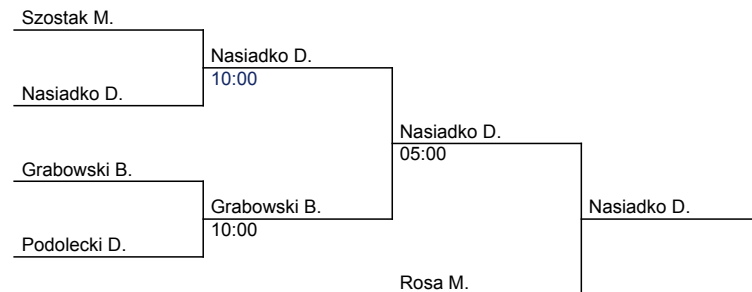 Szostak M.
Nasiadko D.
10:00
Nasiadko D.
Nasiadko D.
05:00
Grabowski B.
Grabowski B.
10:00
Nasiadko D.
Podolecki D.
Rosa M.